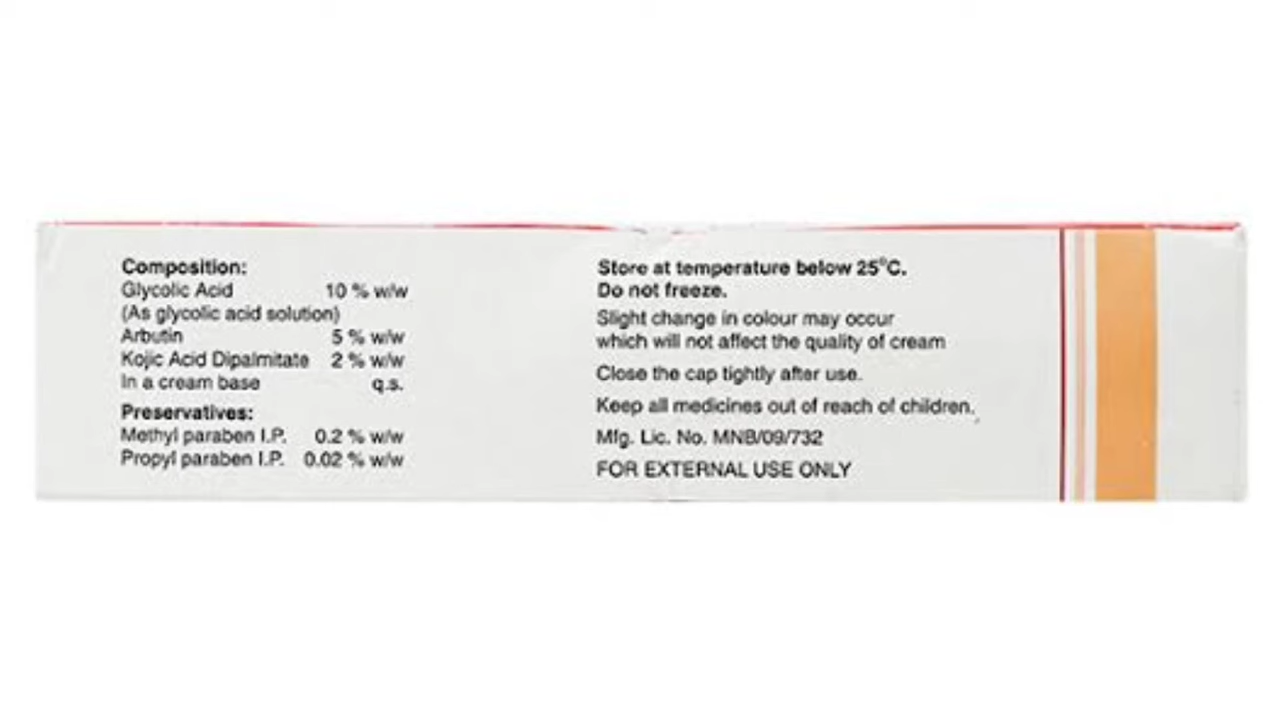 Composition:
Glycolic Acid 10 % w/w
(As glycolic acid solution)
Arbutin 5 % w/w
Kojic Acid Dipalmitate 2 % w/w
In a cream base q.s.
Preservatives:
Methyl paraben I.P. 0.2 % w/w
Propyl paraben I.P. 0.02 % w/w
Store at temperature below 25°C.
Do not freeze.
Slight change in colour may occur
which will not affect the quality of cream
Close the cap tightly after use.
Keep all medicines out of reach of children.
Mfg. Lic. No. MNB/09/732
FOR EXTERNAL USE ONLY